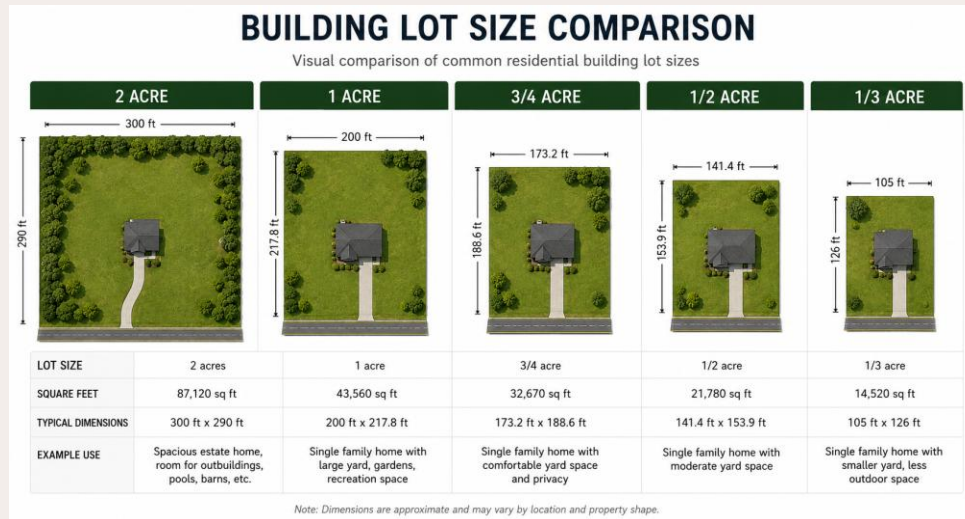 BUILDING LOT SIZE COMPARISON
Visual comparison of common residential building lot sizes
2 ACRE
1 ACRE
3/4 ACRE
1/2 ACRE
1/3 ACRE
300 ft
290 ft
200 ft
217.8 ft
173.2 ft
188.6 ft
141.4 ft
153.9 ft
105 ft
126 ft
LOT SIZE 2 acres 1 acre 3/4 acre 1/2 acre 1/3 acre
SQUARE FEET 87,120 sq ft 43,560 sq ft 32,670 sq ft 21,780 sq ft 14,520 sq ft
TYPICAL DIMENSIONS 300 ft x 290 ft 200 ft x 217.8 ft 173.2 ft x 188.6 ft 141.4 ft x 153.9 ft 105 ft x 126 ft
EXAMPLE USE
Spacious estate home,
room for outbuildings,
pools, barns, etc.
Single family home with
large yard, gardens,
recreation space
Single family home with
comfortable yard space
and privacy
Single family home with
moderate yard space
Single family home with
smaller yard, less
outdoor space
Note: Dimensions are approximate and may vary by location and property shape.